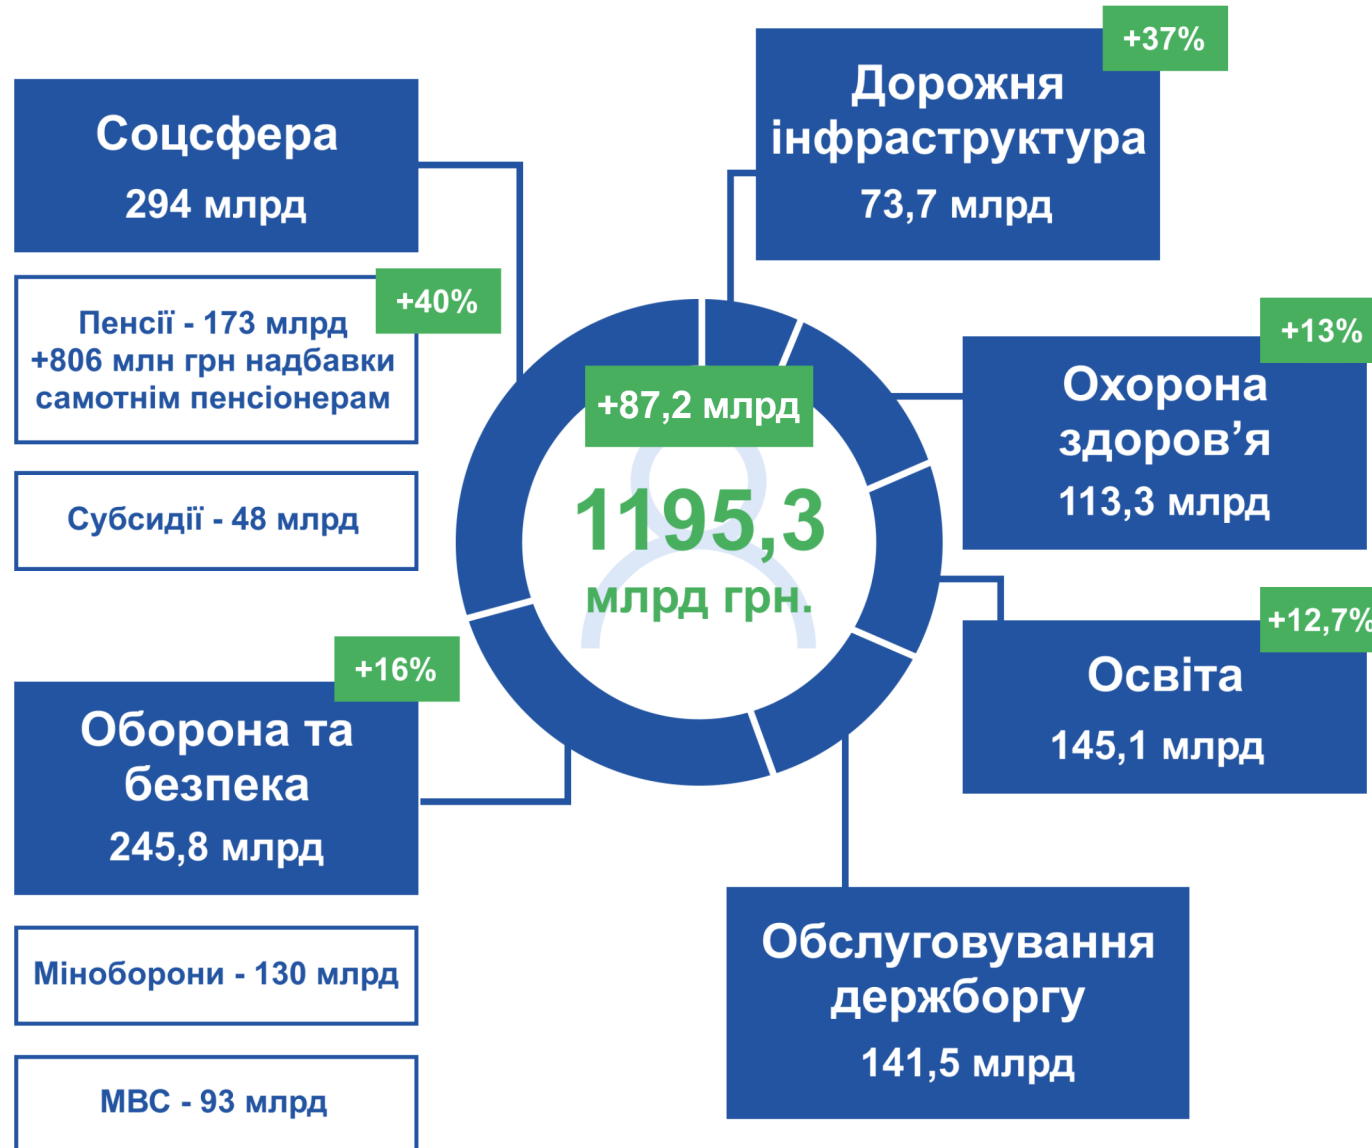 Соцсфера
294 млрд
+40%
Пенсії - 173 млрд
+806 млн грн надбавки
самотнім пенсіонерам
Субсидії - 48 млрд
+16%
Оборона та
безпека
245,8 млрд
Міноборони - 130 млрд
МВС - 93 млрд
+87,2 млрд
1195,3
млрд грн.
+37%
Дорожня
інфраструктура
73,7 млрд
+13%
Охорона
здоров’я
113,3 млрд
+12,7%
Освіта
145,1 млрд
Обслуговування
держборгу
141,5 млрд